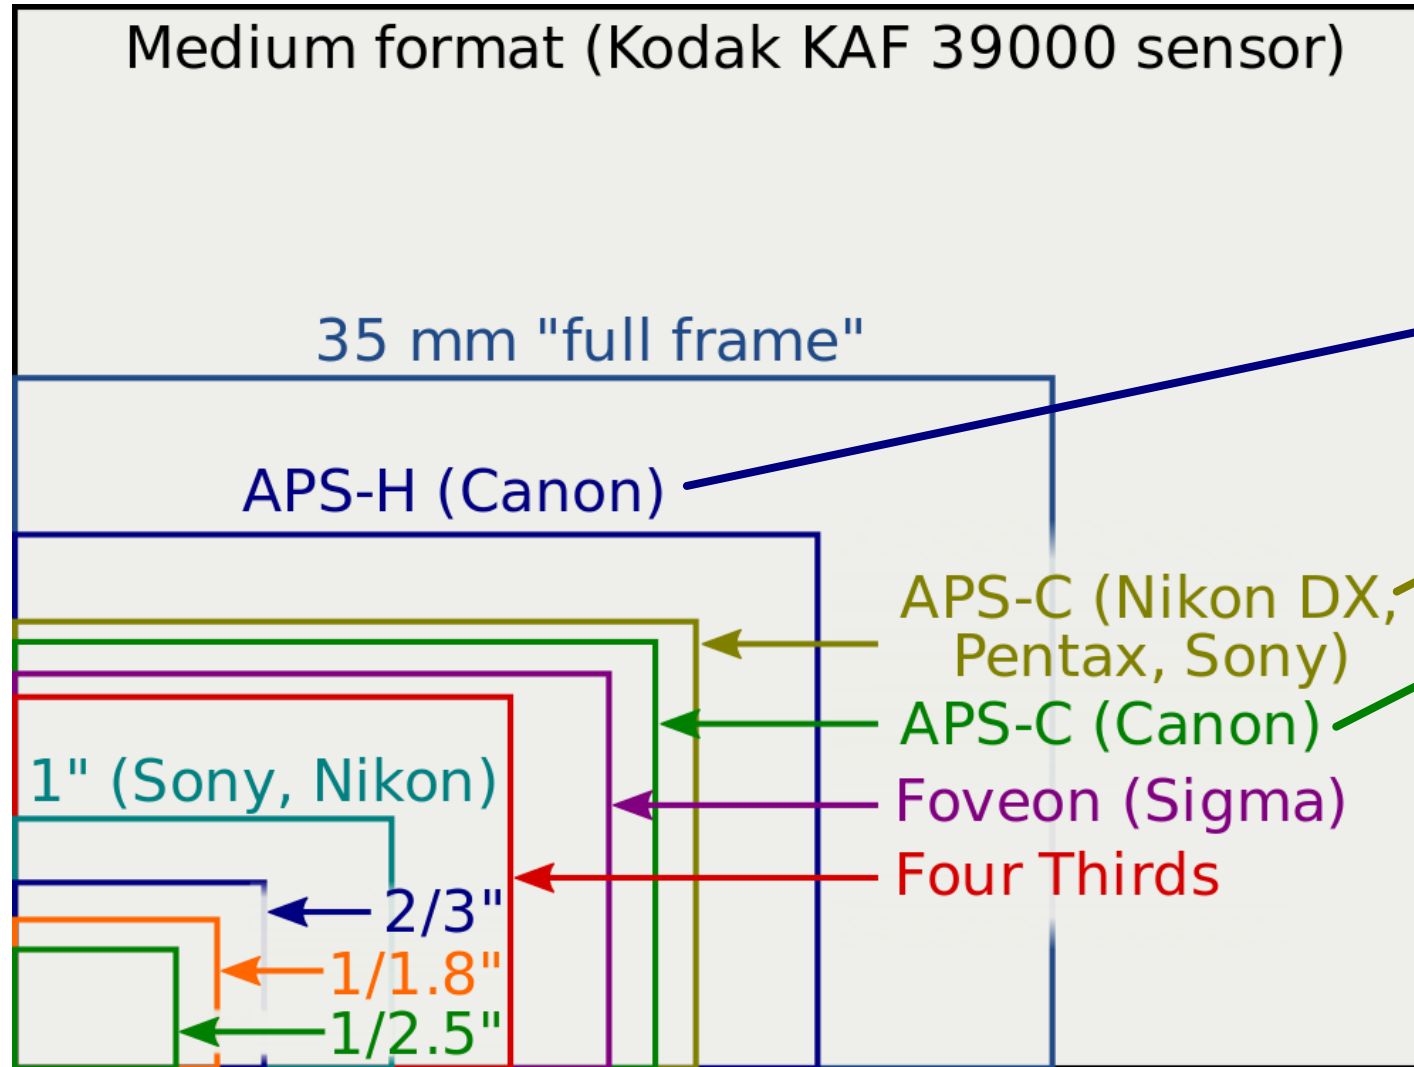 Medium format (Kodak KAF 39000 sensor)
35 mm "full frame"
APS-H (Canon)
APS-C (Nikon DX,
Pentax, Sony)
APS-C (Canon)
1" (Sony, Nikon)
Foveon (Sigma)
Four Thirds
2/3"
1/1.8"
1/2.5"